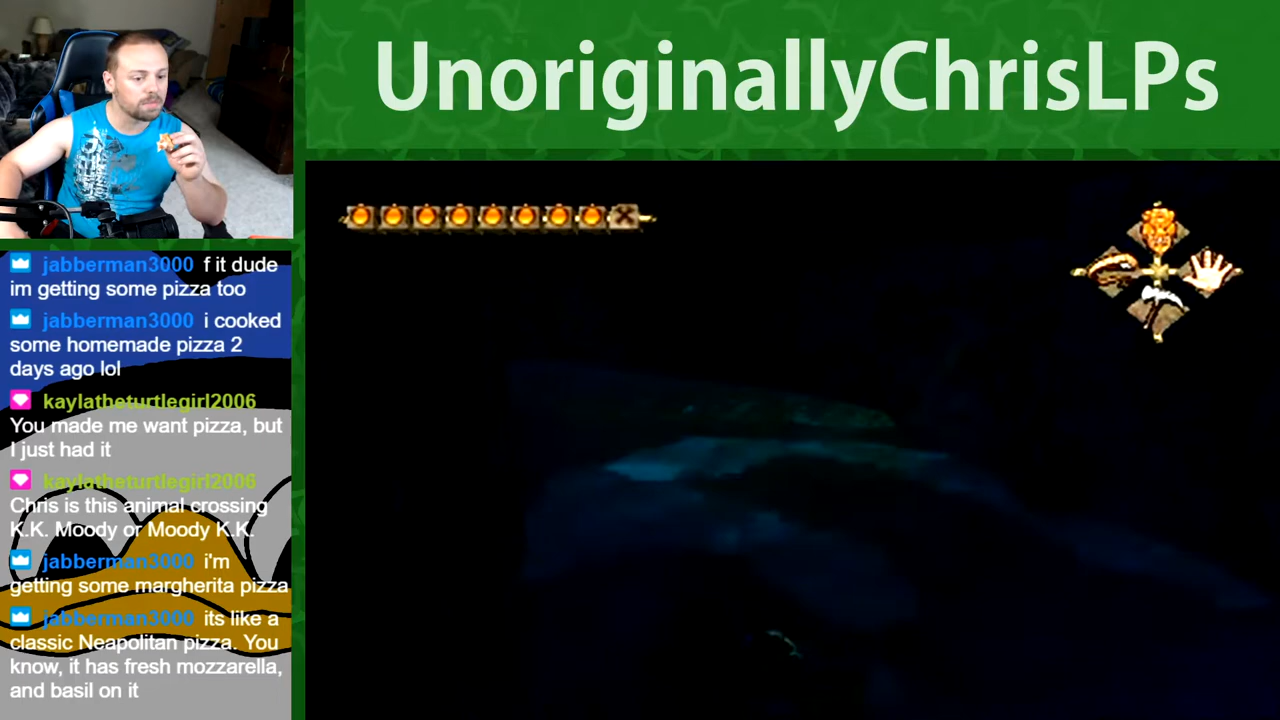 UnoriginallyChrisLPs
jabberman3000 f it dude
im getting some pizza too
jabberman3000 i cooked
some homemade pizza 2
days ago lol
kaylatheturtlegirl2006
You made me want pizza, but
I just had it
kaylatheturtlegirl2006
Chris is this animal crossing
K.K. Moody or Moody K.K.
jabberman3000 i'm
getting some margherita pizza
jabberman3000 its like a
classic Neapolitan pizza. You
know, it has fresh mozzarella,
and basil on it